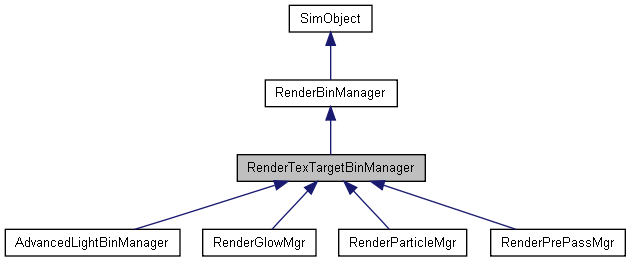 SimObject
RenderBinManager
RenderTexTargetBinManager
AdvancedLightBinManager
RenderGlowMgr
RenderParticleMgr
RenderPrePassMgr